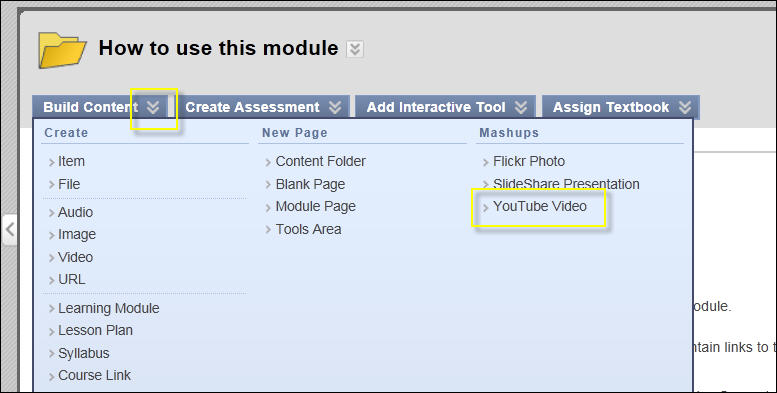 How to use this module
Build Content Create Assessment Add Interactive Tool Assign Textbook
Create
Item
File
Audio
Image
Video
URL
Learning Module
Lesson Plan
Syllabus
Course Link
New Page
Content Folder
Blank Page
Module Page
Tools Area
Mashups
Flickr Photo
SlideShare Presentation
YouTube Video
odule.
ntain links to t